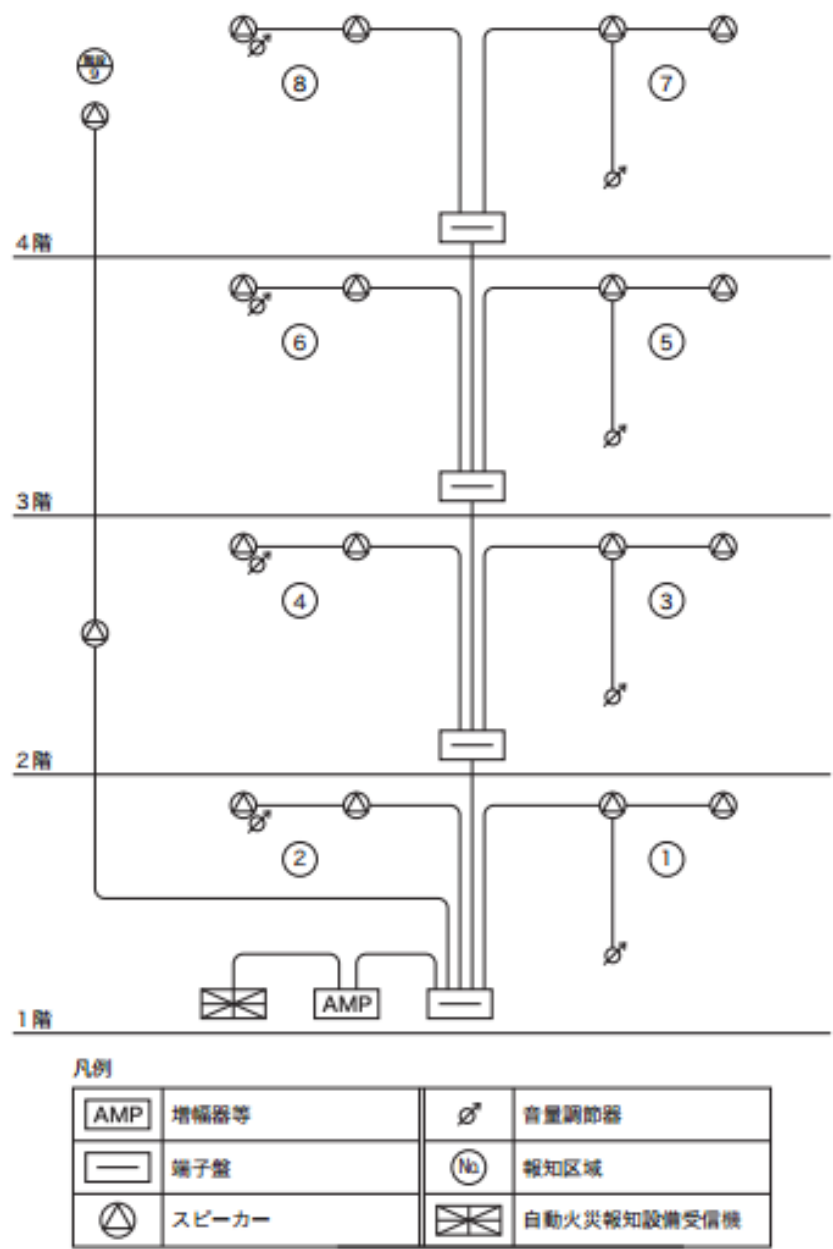 9
⑧
⑦
4階
⑥
⑤
3階
④
③
2階
②
①
AMP
1階
凡例
AMP 増幅器等 音量調節器
端子盤 No. 報知区域
スピーカー 自動火災報知設備受信機